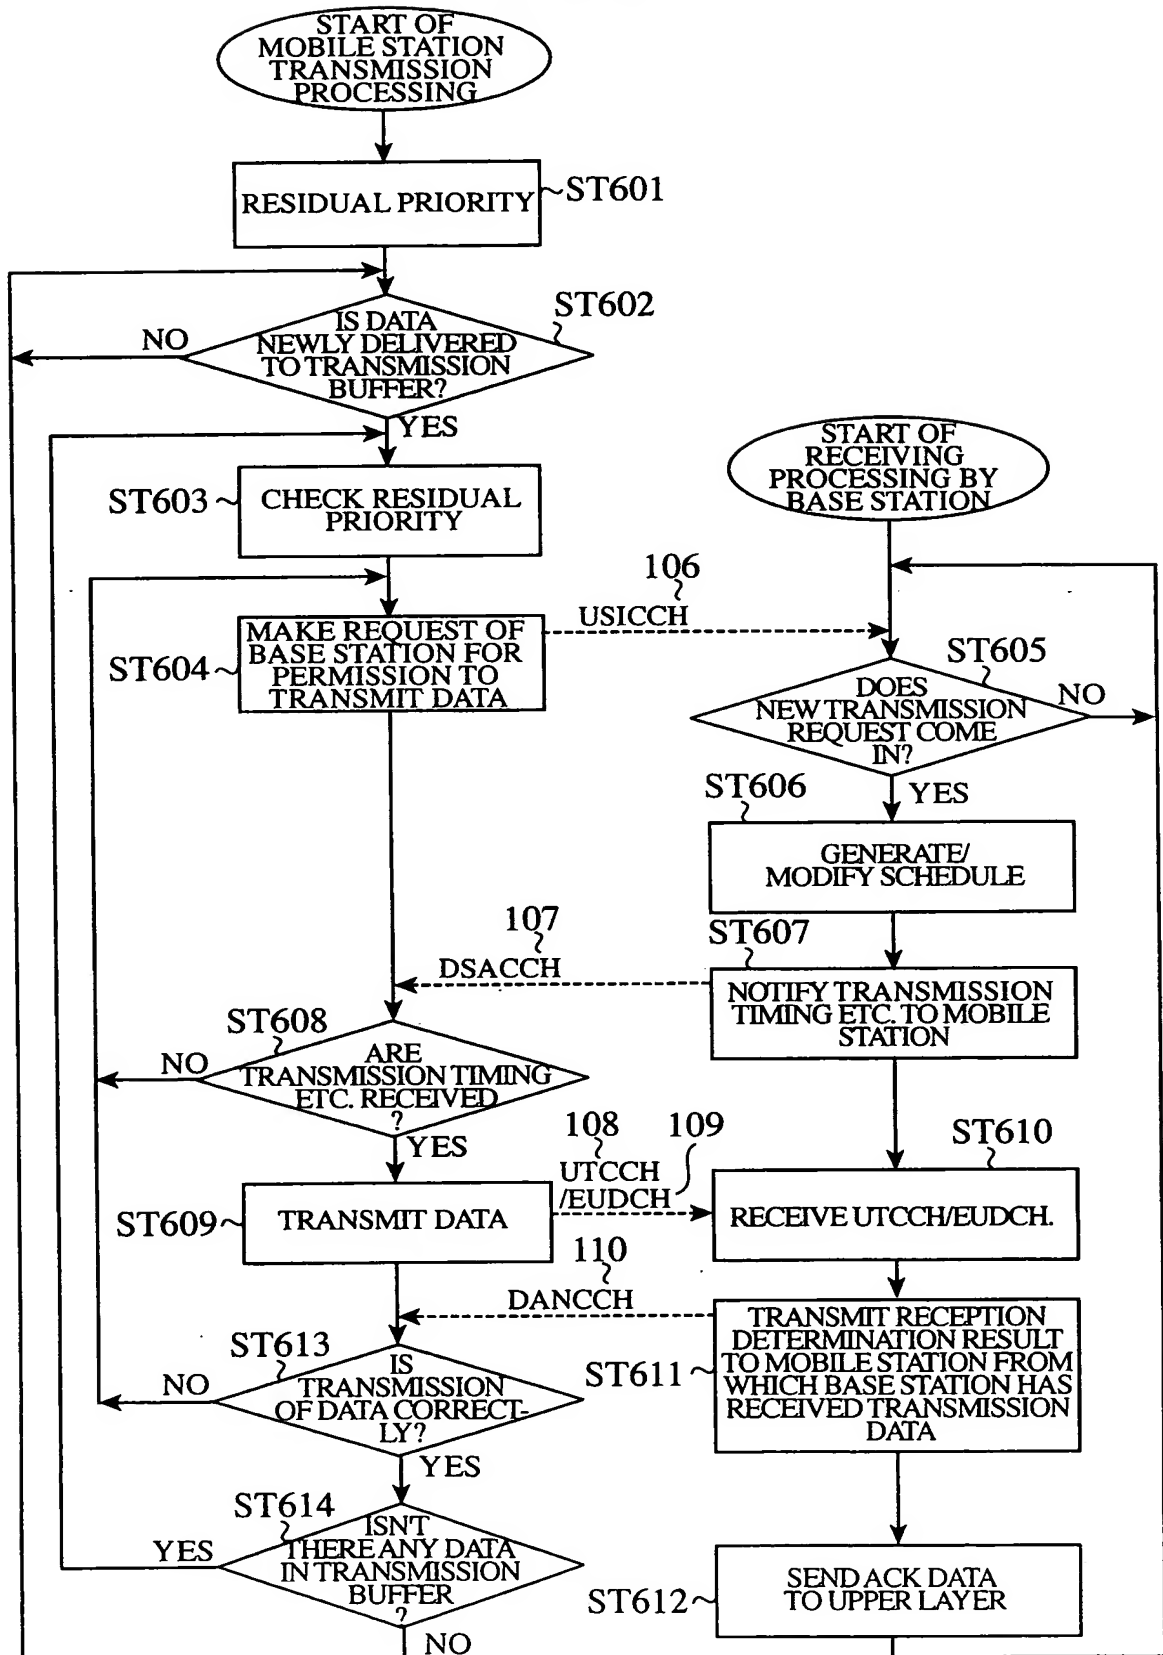 START OF
MOBILE STATION
TRANSMISSION
PROCESSING
RESIDUAL PRIORITY
ST601
IS DATA
NEWLY DELIVERED
TO TRANSMISSION
BUFFER?
ST602
NO
YES
START OF
RECEIVING
PROCESSING BY
BASE STATION
ST603
CHECK RESIDUAL
PRIORITY
106
USICCH
ST604
MAKE REQUEST OF
BASE STATION FOR
PERMISSION TO
TRANSMIT DATA
ST605
DOES
NEW TRANSMISSION
REQUEST COME
IN?
NO
YES
ST606
GENERATE/
MODIFY SCHEDULE
107
DSACCH
ST607
NOTIFY TRANSMISSION
TIMING ETC. TO MOBILE
STATION
ST608
ARE
TRANSMISSION TIMING
ETC. RECEIVED
?
NO
YES
108
109
UTCCH
/EUDCH
ST610
ST609
TRANSMIT DATA
RECEIVE UTCCH/EUDCH.
110
DANCCH
ST611
TRANSMIT RECEPTION
DETERMINATION RESULT
TO MOBILE STATION FROM
WHICH BASE STATION HAS
RECEIVED TRANSMISSION
DATA
ST613
IS
TRANSMISSION
OF DATA CORRECT-
LY?
NO
YES
ST614
ISN'T
THERE ANY DATA
IN TRANSMISSION
BUFFER
?
YES
NO
ST612
SEND ACK DATA
TO UPPER LAYER